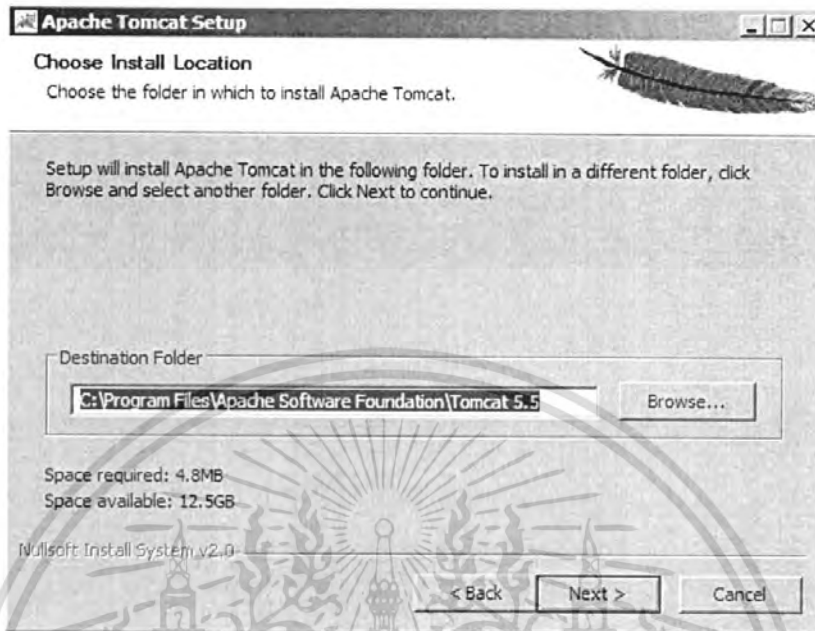 Apache Tomcat Setup
Choose Install Location
Choose the folder in which to install Apache Tomcat.
Setup will install Apache Tomcat in the following folder. To install in a different folder, click
Browse and select another folder. Click Next to continue.
Destination Folder
C:\Program Files\Apache Software Foundation\Tomcat 5.5
Browse...
Space required: 4.8MB
Space available: 12.5GB
Nullsoft Install System v2.0
< Back
Next >
Cancel